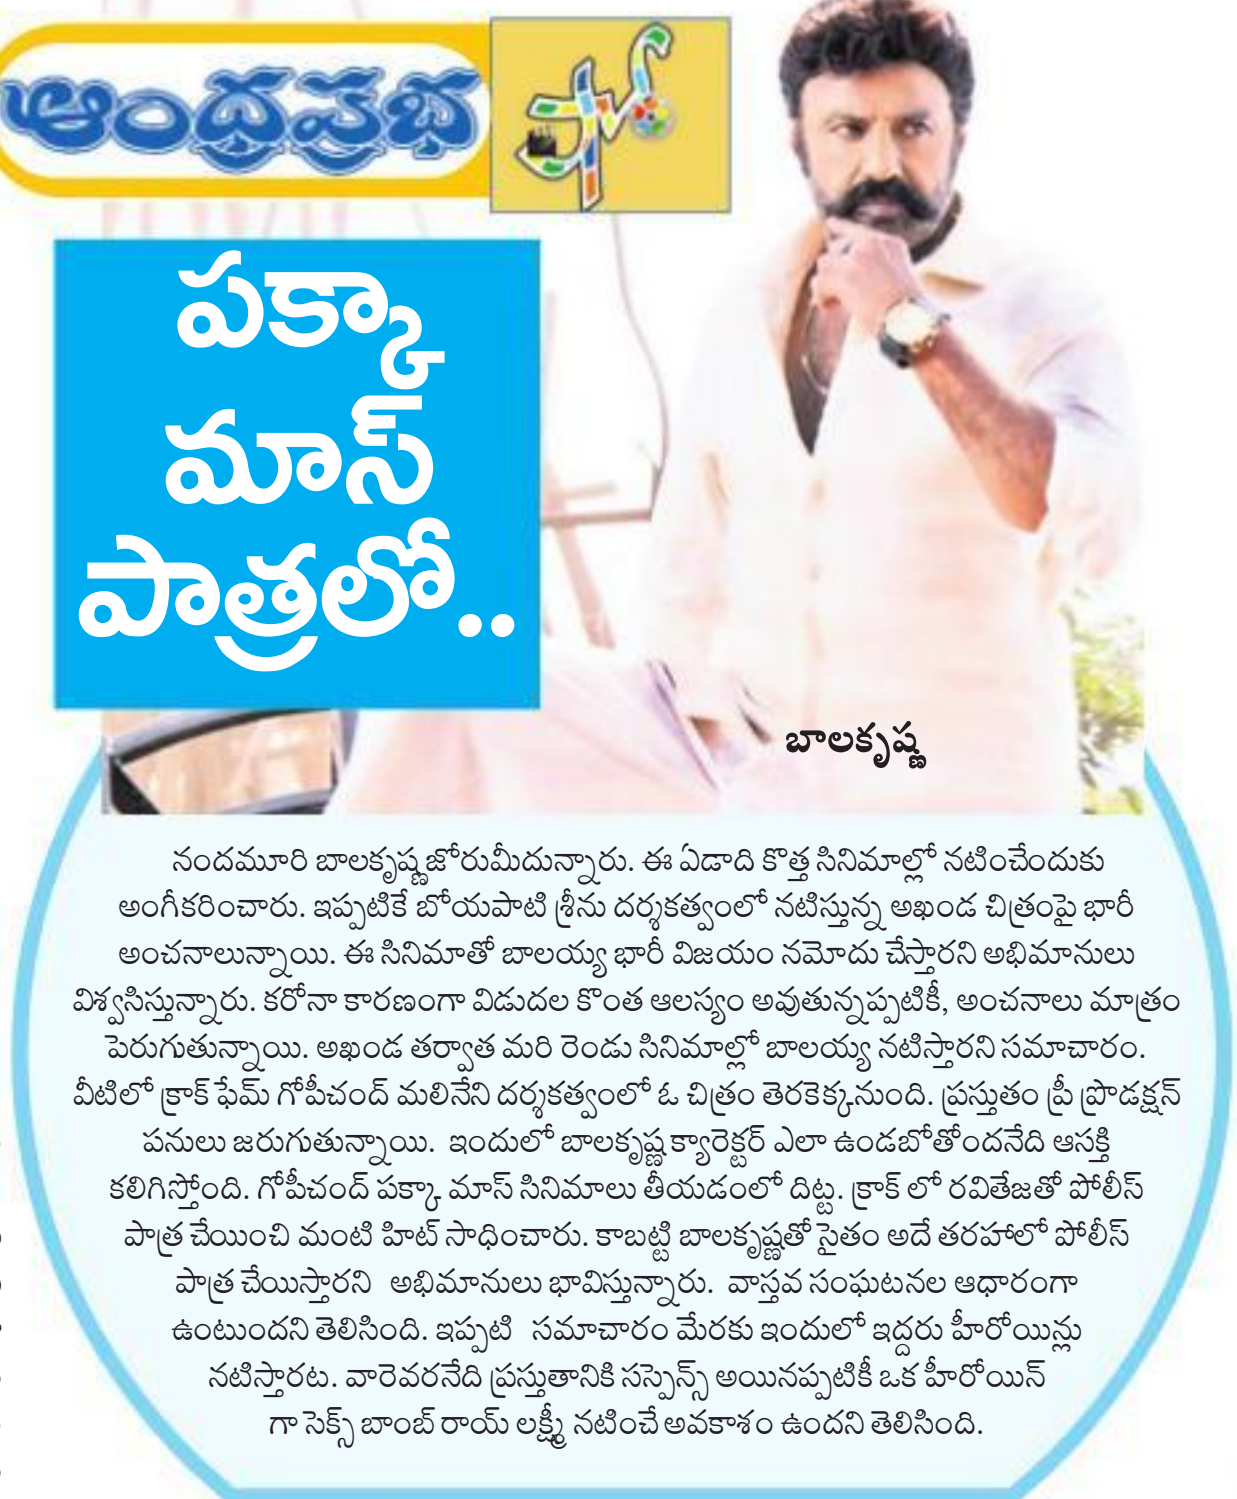 ఆంధ్రప్రభ
పక్కా
మాస్
పాత్రలో..
బాలకృష్ణ
నందమూరి బాలకృష్ణ జోరుమీదున్నారు. ఈ ఏడాది కొత్త సినిమాల్లో నటించేందుకు
అంగీకరించారు. ఇప్పటికే బోయపాటి శ్రీను దర్శకత్వంలో నటిస్తున్న అఖండ చిత్రంపై భారీ
అంచనాలున్నాయి. ఈ సినిమాతో బాలయ్య భారీ విజయం నమోదు చేస్తారని అభిమానులు
విశ్వసిస్తున్నారు. కరోనా కారణంగా విడుదల కొంత ఆలస్యం అవుతున్నప్పటికీ, అంచనాలు మాత్రం
పెరుగుతున్నాయి. అఖండ తర్వాత మరి రెండు సినిమాల్లో బాలయ్య నటిస్తారని సమాచారం.
వీటిలో క్రాక్ ఫేమ్ గోపీచంద్ మలినేని దర్శకత్వంలో ఓ చిత్రం తెరకెక్కనుంది. ప్రస్తుతం ప్రీ ప్రొడక్షన్
పనులు జరుగుతున్నాయి. ఇందులో బాలకృష్ణ క్యారెక్టర్ ఎలా ఉండబోతోందనేది ఆసక్తి
కలిగిస్తోంది. గోపీచంద్ పక్కా మాస్ సినిమాలు తీయడంలో దిట్ట. క్రాక్ లో రవితేజతో పోలీస్
పాత్ర చేయించి మంటి హిట్ సాధించారు. కాబట్టి బాలకృష్ణతో సైతం అదే తరహాలో పోలీస్
పాత్ర చేయిస్తారని అభిమానులు భావిస్తున్నారు. వాస్తవ సంఘటనల ఆధారంగా
ఉంటుందని తెలిసింది. ఇప్పటి సమాచారం మేరకు ఇందులో ఇద్దరు హీరోయిన్లు
నటిస్తారట. వారెవరనేది ప్రస్తుతానికి సస్పెన్స్ అయినప్పటికీ ఒక హీరోయిన్
గా సెక్స్ బాంబ్ రాయ్ లక్ష్మీ నటించే అవకాశం ఉందని తెలిసింది.